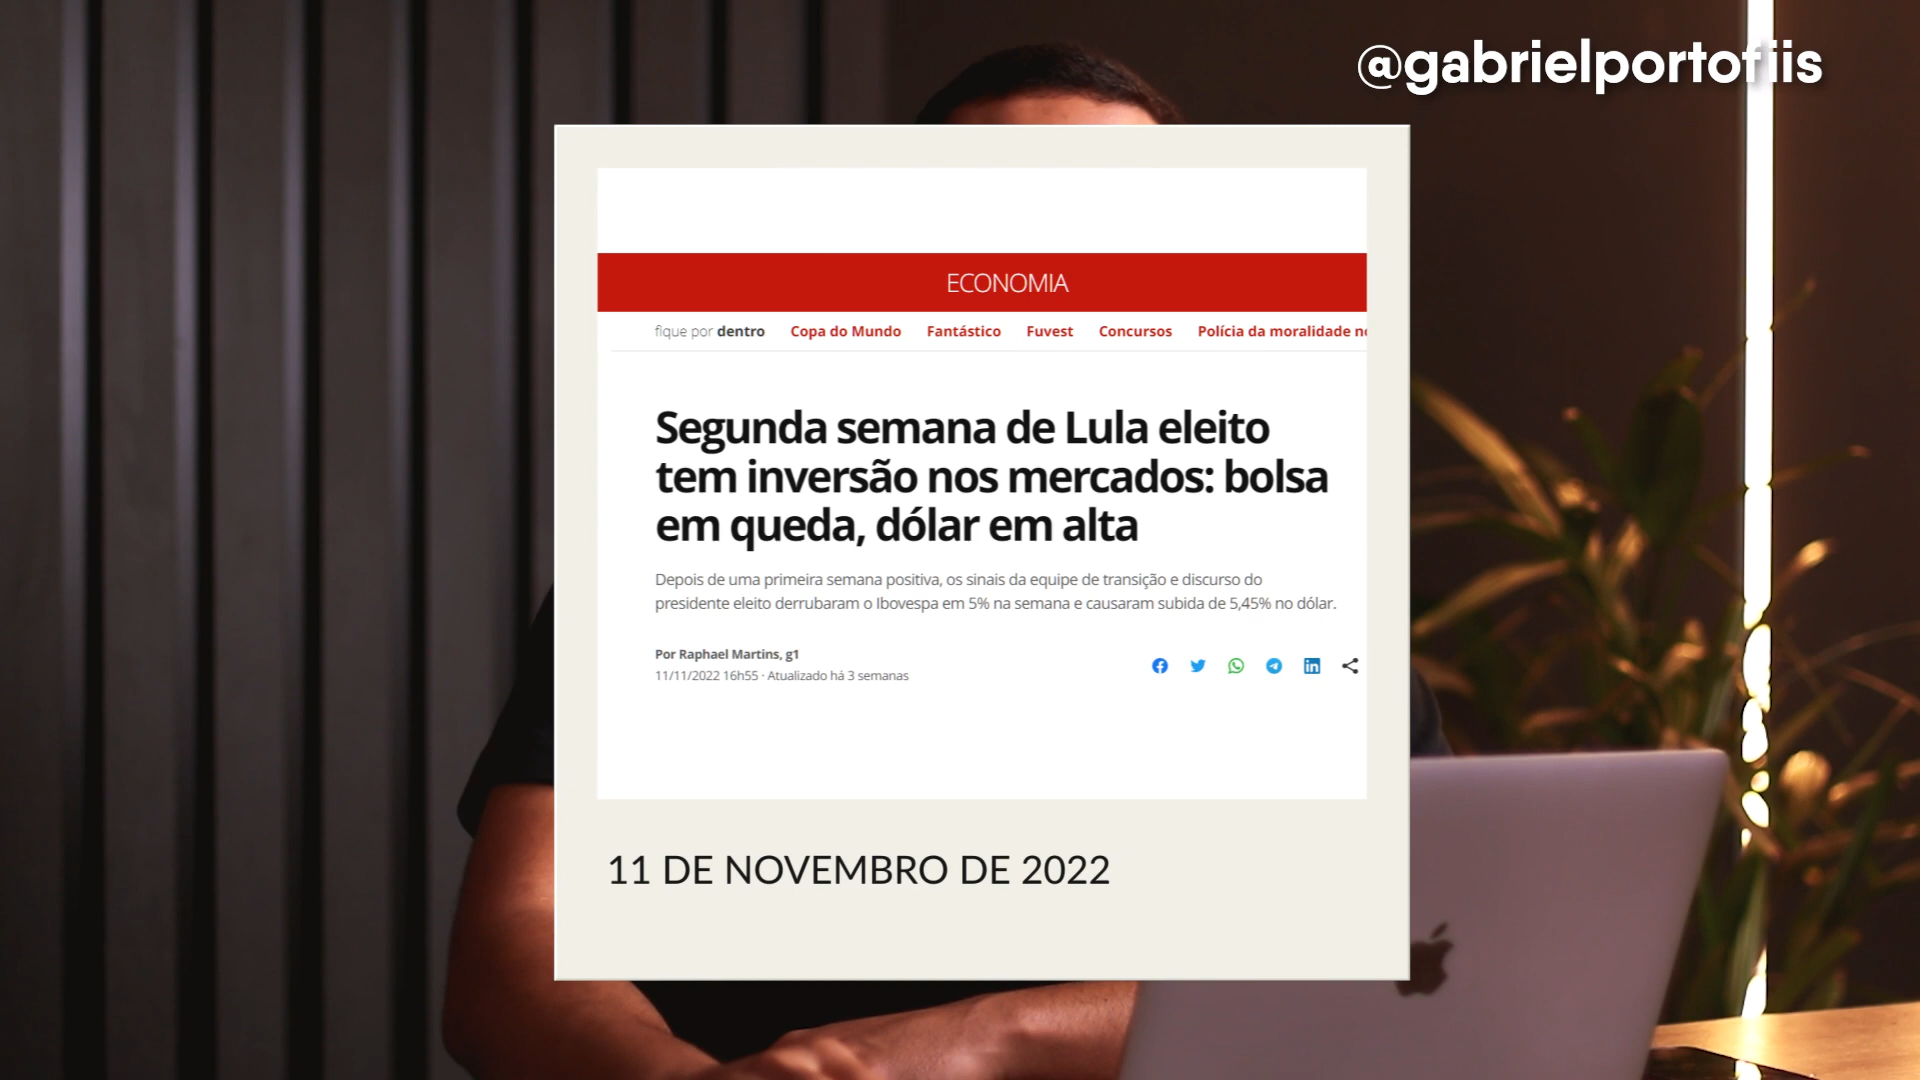 @gabrielportofiis
ECONOMIA
fique por dentro Copa do Mundo Fantástico Fuvest Concursos Polícia da moralidade no
Segunda semana de Lula eleito
tem inversão nos mercados: bolsa
em queda, dólar em alta
Depois de uma primeira semana positiva, os sinais da equipe de transição e discurso do
presidente eleito derrubaram o Ibovespa em 5% na semana e causaram subida de 5,45% no dólar.
Por Raphael Martins, g1
11/11/2022 16h55 · Atualizado há 3 semanas
11 DE NOVEMBRO DE 2022